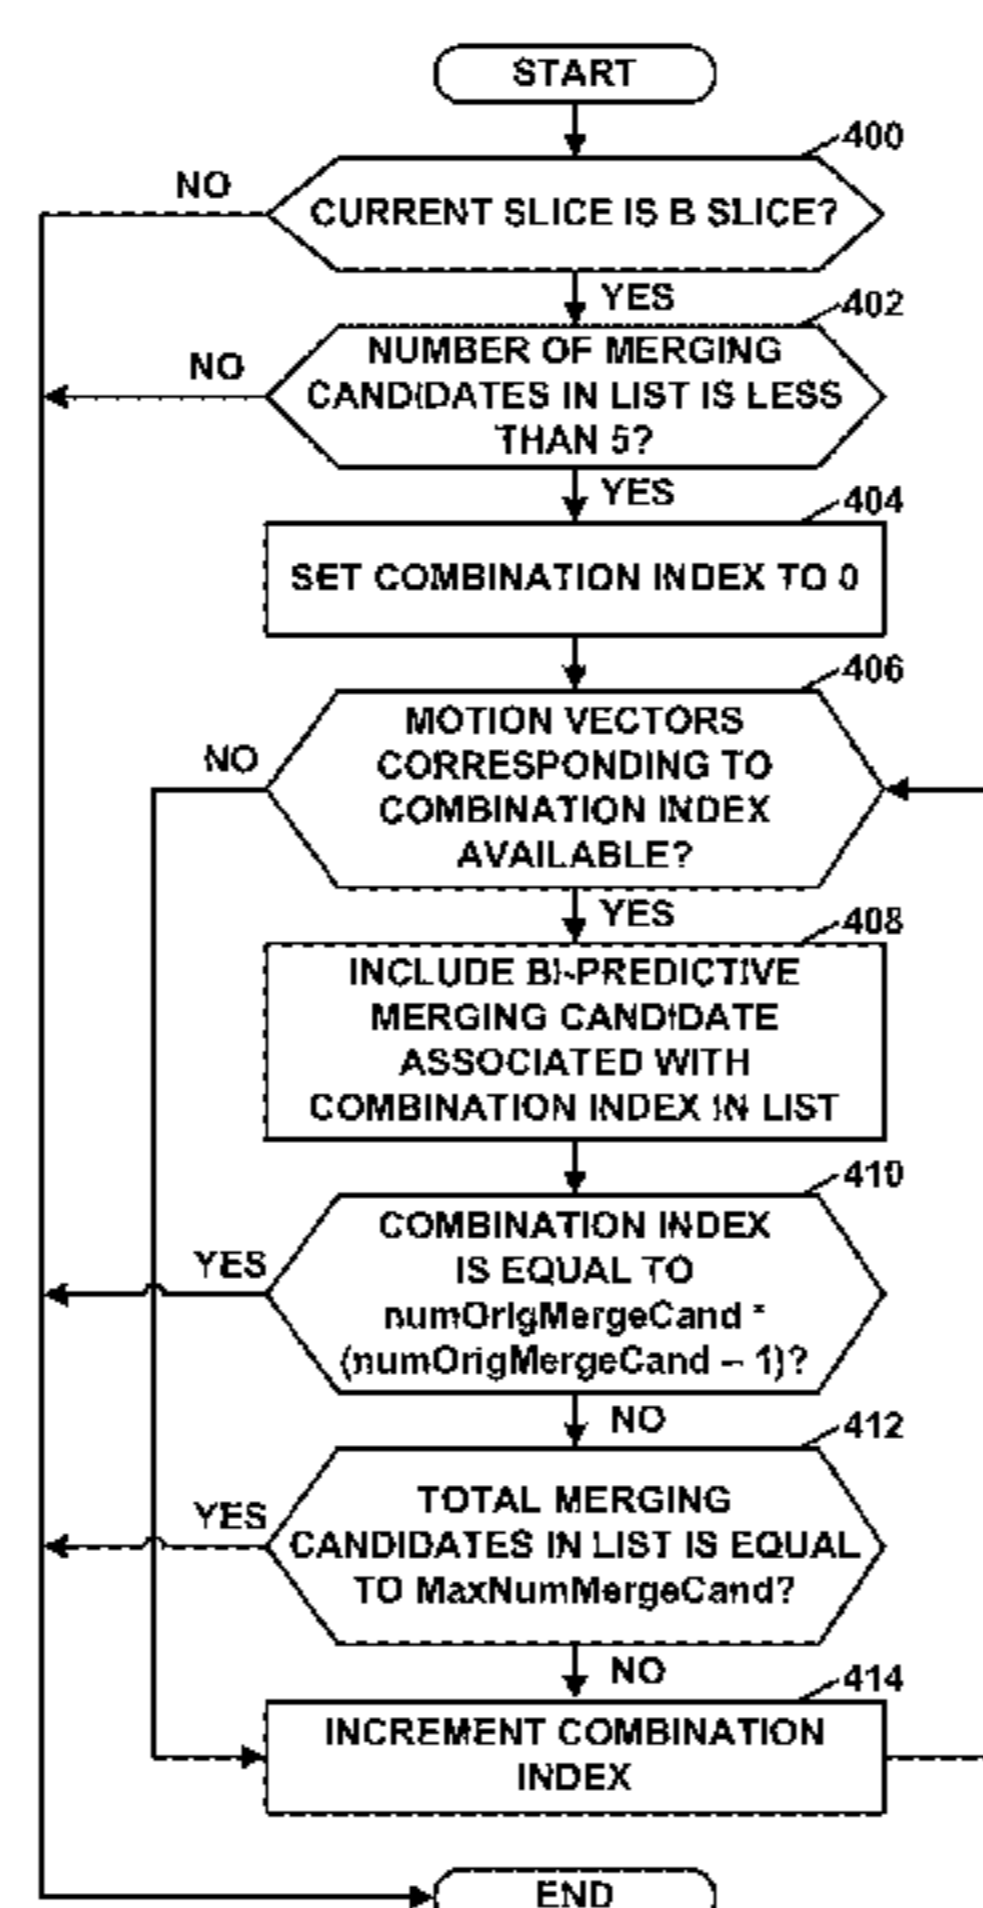 START
400
NO
CURRENT SLICE IS B SLICE?
YES
402
NO
NUMBER OF MERGING
CANDIDATES IN LIST IS LESS
THAN 5?
YES
404
SET COMBINATION INDEX TO 0
406
NO
MOTION VECTORS
CORRESPONDING TO
COMBINATION INDEX
AVAILABLE?
YES
408
INCLUDE BI-PREDICTIVE
MERGING CANDIDATE
ASSOCIATED WITH
COMBINATION INDEX IN LIST
410
YES
COMBINATION INDEX
IS EQUAL TO
numOrigMergeCand *
(numOrigMergeCand – 1)?
NO
412
YES
TOTAL MERGING
CANDIDATES IN LIST IS EQUAL
TO MaxNumMergeCand?
NO
414
INCREMENT COMBINATION
INDEX
END